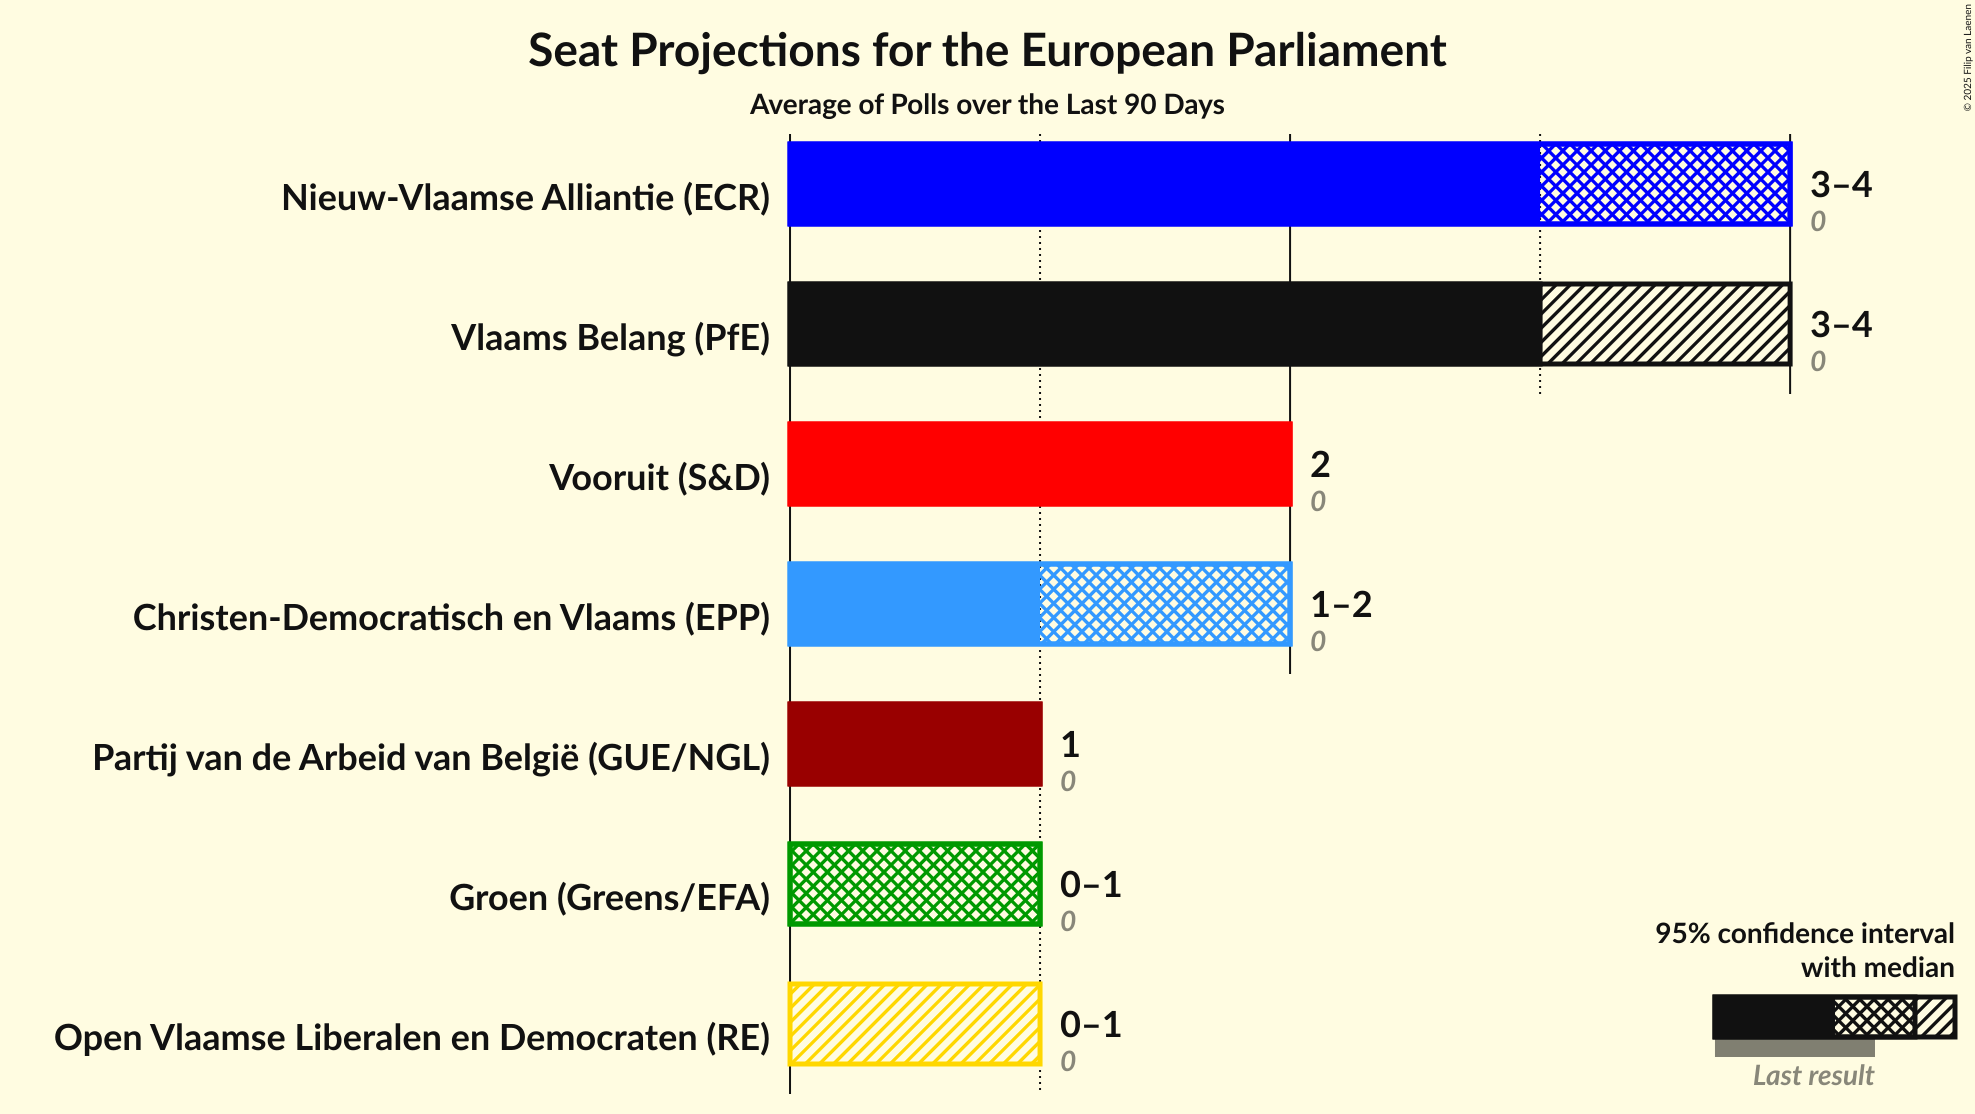 Seat Projections for the European Parliament
Average of Polls over the Last 90 Days
© 2025 Filip van Laenen
Nieuw-Vlaamse Alliantie (ECR)
3–4
0
Vlaams Belang (PfE)
3–4
0
Vooruit (S&D)
2
0
Christen-Democratisch en Vlaams (EPP)
1–2
0
Partij van de Arbeid van België (GUE/NGL)
1
0
Groen (Greens/EFA)
0–1
0
Open Vlaamse Liberalen en Democraten (RE)
0–1
0
95% confidence interval
with median
Last result